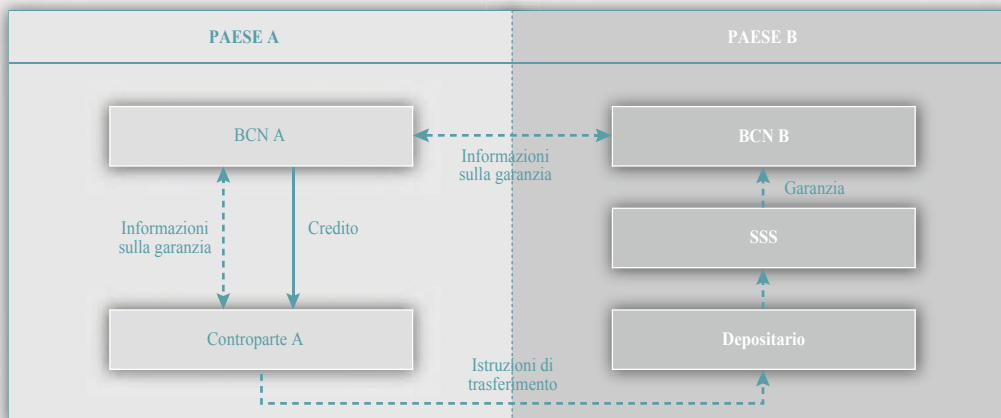 PAESE A
PAESE B
BCN A
BCN B
Informazioni
sulla garanzia
Garanzia
Informazioni
sulla garanzia
Credito
SSS
Controparte A
Depositario
Istruzioni di
trasferimento